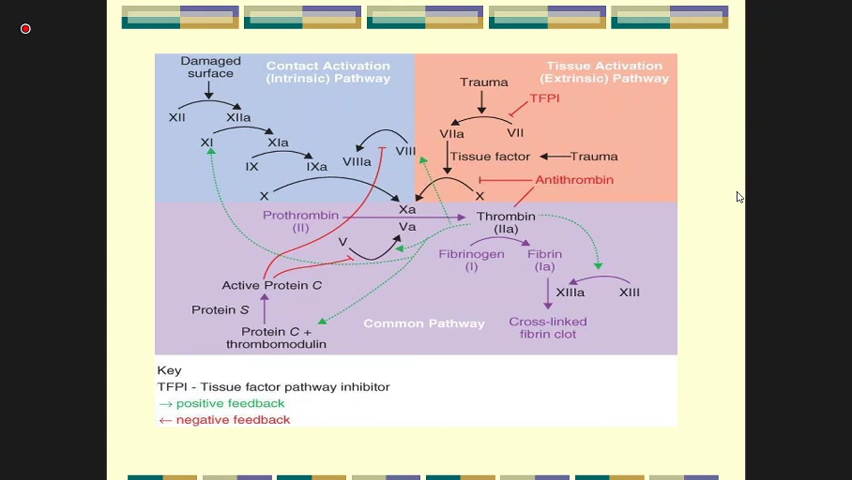 Damaged
surface
Contact Activation
(Intrinsic) Pathway
Tissue Activation
(Extrinsic) Pathway
Trauma
TFPI
XII
XIIa
VIIa
VII
XI
XIa
VIIIa
VIII
Tissue factor
Trauma
IX
IXa
Antithrombin
X
X
Xa
Prothrombin
(II)
Va
Thrombin
(IIa)
V
Fibrinogen
(I)
Fibrin
(Ia)
Active Protein C
XIIIa
XIII
Protein S
Common Pathway
Cross-linked
fibrin clot
Protein C +
thrombomodulin
Key
TFPI - Tissue factor pathway inhibitor
→ positive feedback
← negative feedback